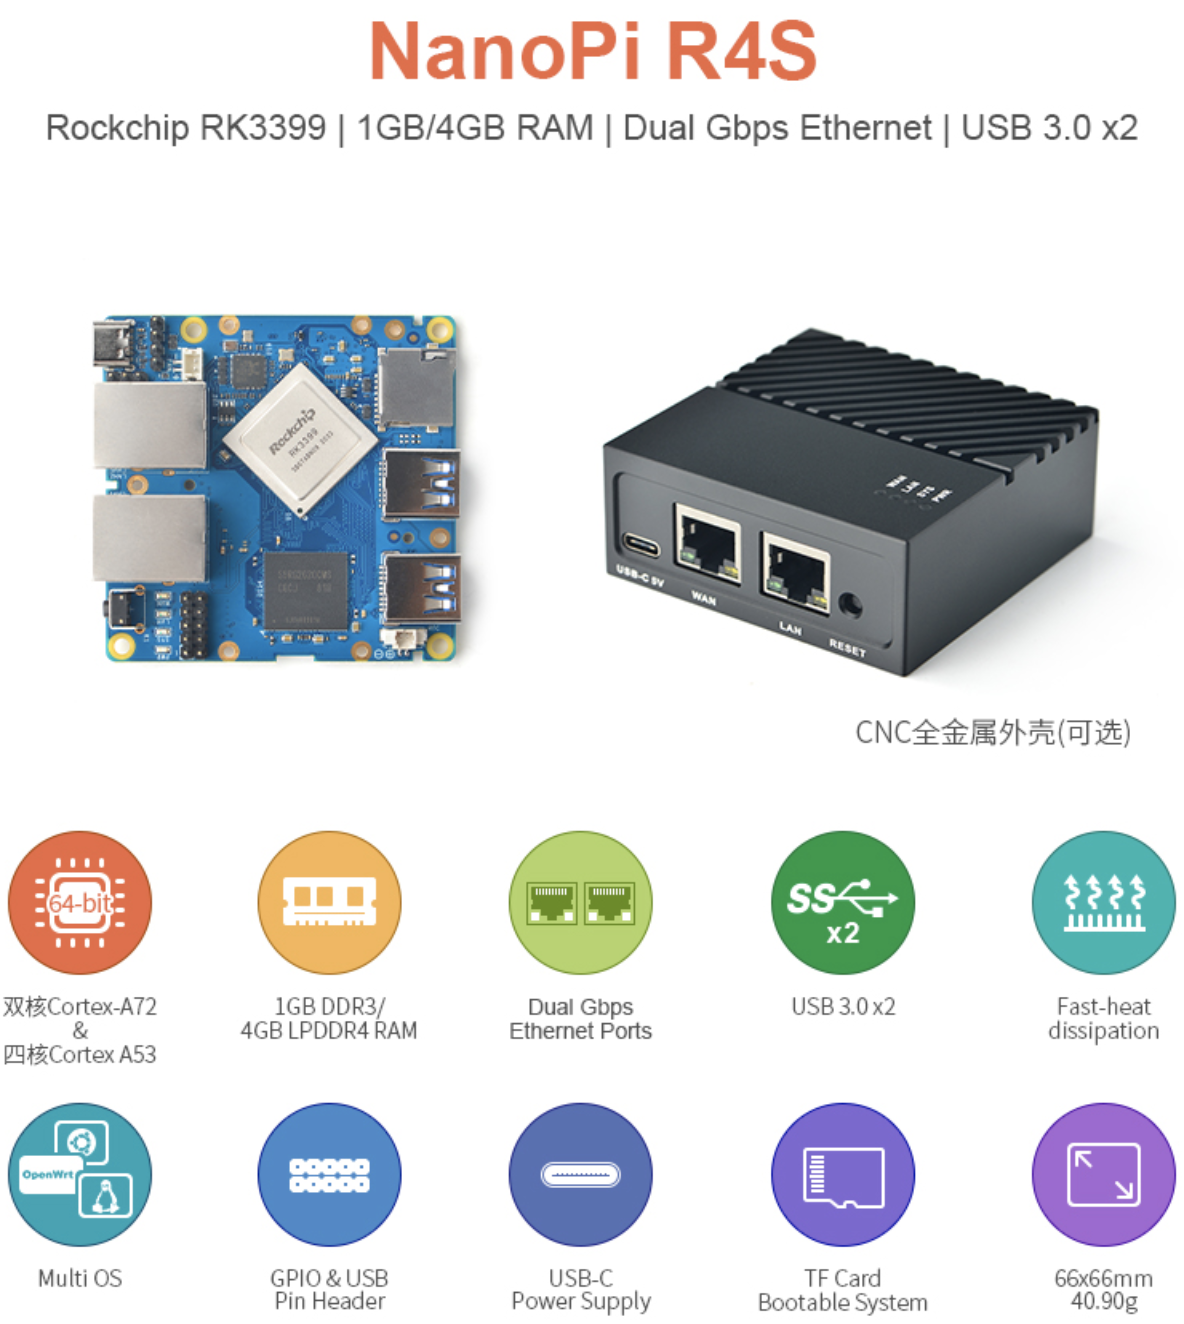 NanoPi R4S
Rockchip RK3399 | 1GB/4GB RAM | Dual Gbps Ethernet | USB 3.0 x2
Rockchip
RK3399
WAN
LAN
SYS
PWR
USB-C 5V
WAN
LAN
RESET
CNC全金属外壳(可选)
64-bit
SS
x2
双核Cortex-A72
&
四核Cortex A53
1GB DDR3/
4GB LPDDR4 RAM
Dual Gbps
Ethernet Ports
USB 3.0 x2
Fast-heat
dissipation
OpenWrt
Multi OS
GPIO & USB
Pin Header
USB-C
Power Supply
TF Card
Bootable System
66x66mm
40.90g